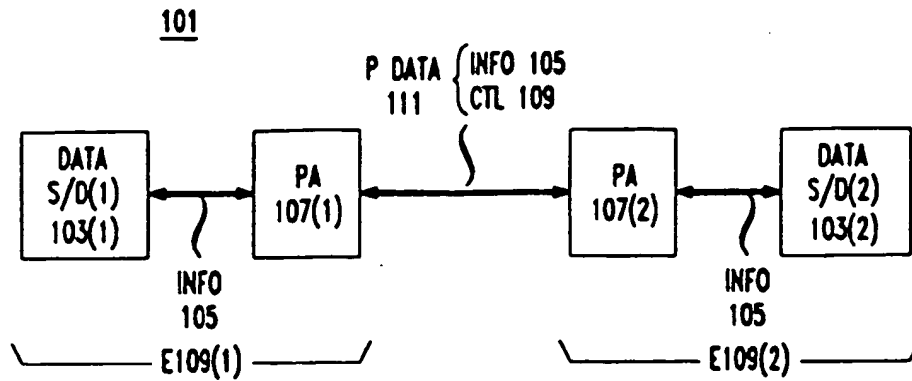 101
P DATA
111
INFO 105
CTL 109
DATA
S/D(1)
103(1)
PA
107(1)
PA
107(2)
DATA
S/D(2)
103(2)
INFO
105
INFO
105
E109(1)
E109(2)